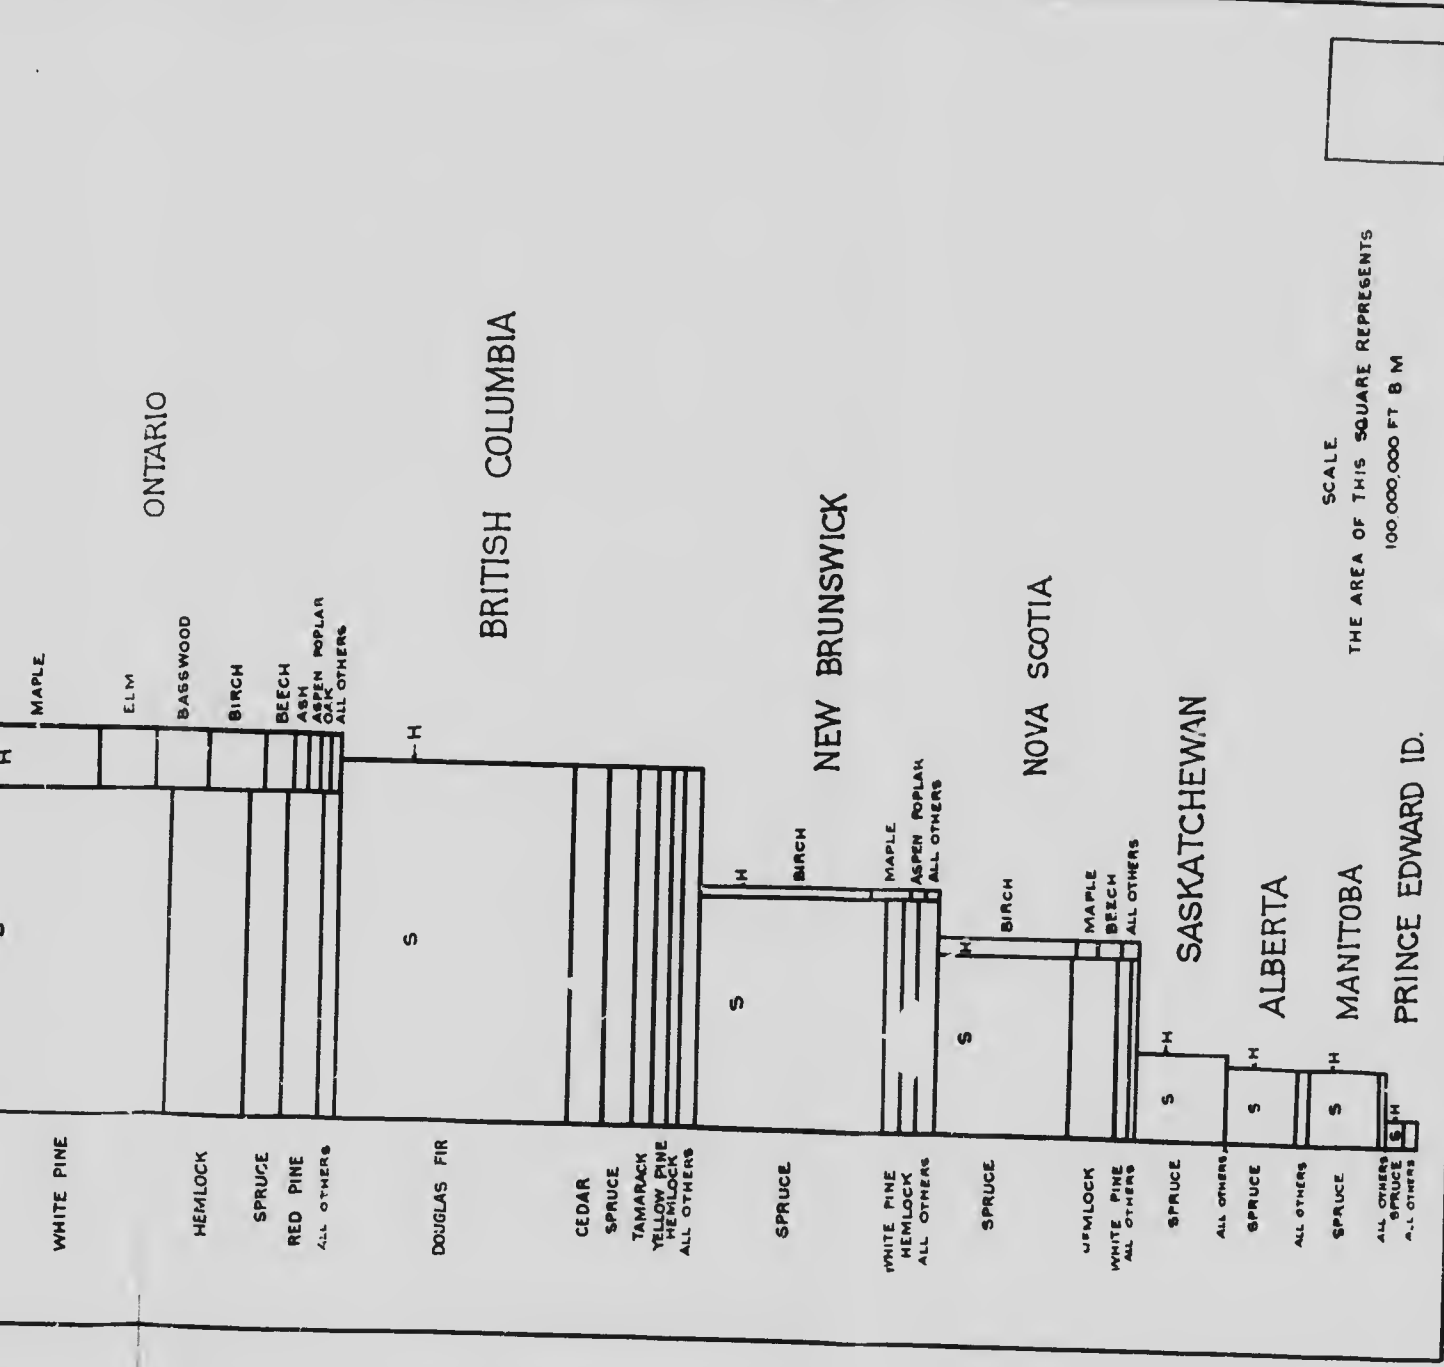 ONTARIO
MAPLE
ELM
BASSWOOD
BIRCH
BEECH
ASH
ASPEN POPLAR
OAK
ALL OTHERS
H
S
WHITE PINE
HEMLOCK
SPRUCE
RED PINE
ALL OTHERS
BRITISH COLUMBIA
H
S
DOUGLAS FIR
CEDAR
SPRUCE
TAMARACK
YELLOW PINE
HEMLOCK
ALL OTHERS
NEW BRUNSWICK
H
BIRCH
MAPLE
ASPEN POPLAR
ALL OTHERS
S
SPRUCE
WHITE PINE
HEMLOCK
ALL OTHERS
NOVA SCOTIA
BIRCH
MAPLE
BEECH
ALL OTHERS
H
S
SPRUCE
HEMLOCK
WHITE PINE
ALL OTHERS
SASKATCHEWAN
H
S
SPRUCE
ALL OTHERS
ALBERTA
H
S
SPRUCE
ALL OTHERS
MANITOBA
H
S
SPRUCE
ALL OTHERS
PRINCE EDWARD ID.
H
S
SPRUCE
ALL OTHERS
SCALE
THE AREA OF THIS SQUARE REPRESENTS
100,000,000 FT B M